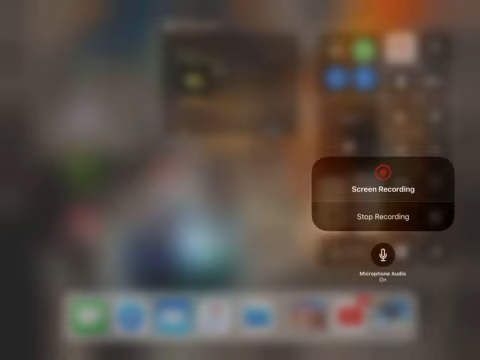 Screen Recording
Stop Recording
Microphone Audio
On